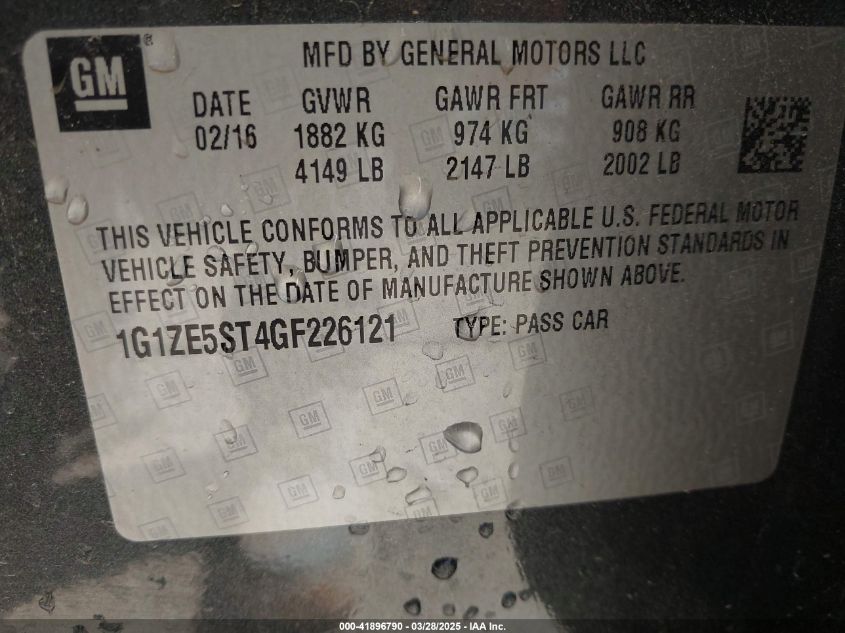 GM
MFD BY GENERAL MOTORS LLC
DATE GVWR GAWR FRT GAWR RR
02/16 1882 KG 974 KG 908 KG
4149 LB 2147 LB 2002 LB
THIS VEHICLE CONFORMS TO ALL APPLICABLE U.S. FEDERAL MOTOR
VEHICLE SAFETY, BUMPER, AND THEFT PREVENTION STANDARDS IN
EFFECT ON THE DATE OF MANUFACTURE SHOWN ABOVE.
1G1ZE5ST4GF226121 TYPE: PASS CAR
000-41896790 — 03/28/2025 — IAA Inc.